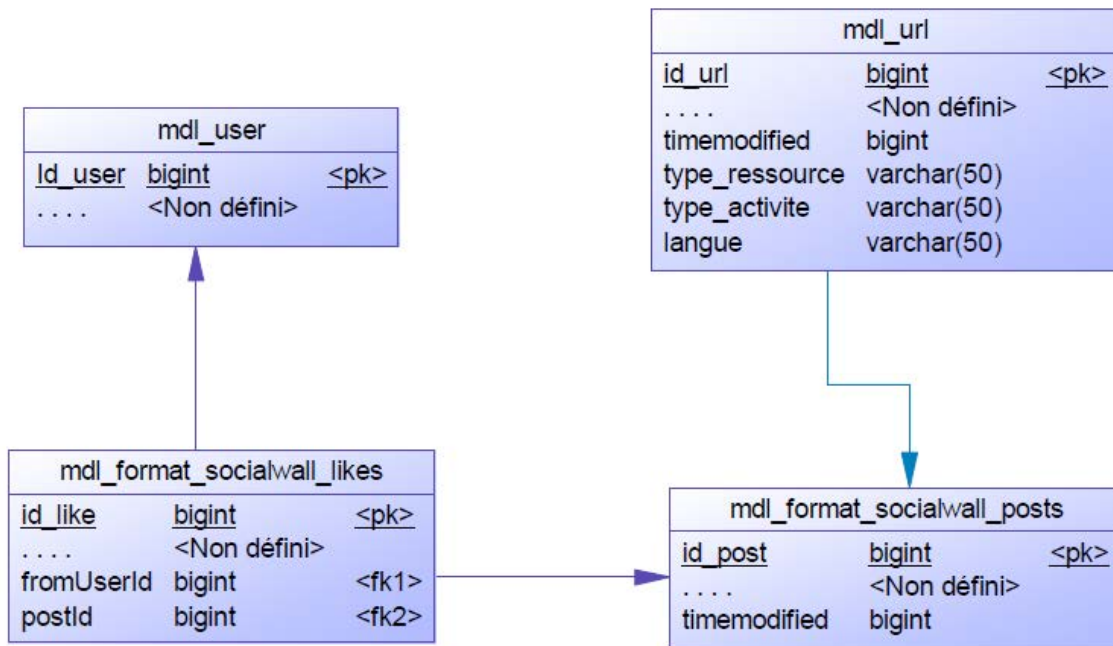 mdl_url
id_url bigint <pk>
. . . . <Non défini>
timemodified bigint
type_ressource varchar(50)
type_activite varchar(50)
langue varchar(50)
mdl_user
Id_user bigint <pk>
. . . . <Non défini>
mdl_format_socialwall_likes
id_like bigint <pk>
. . . . <Non défini>
fromUserId bigint <fk1>
postId bigint <fk2>
mdl_format_socialwall_posts
id_post bigint <pk>
. . . . <Non défini>
timemodified bigint